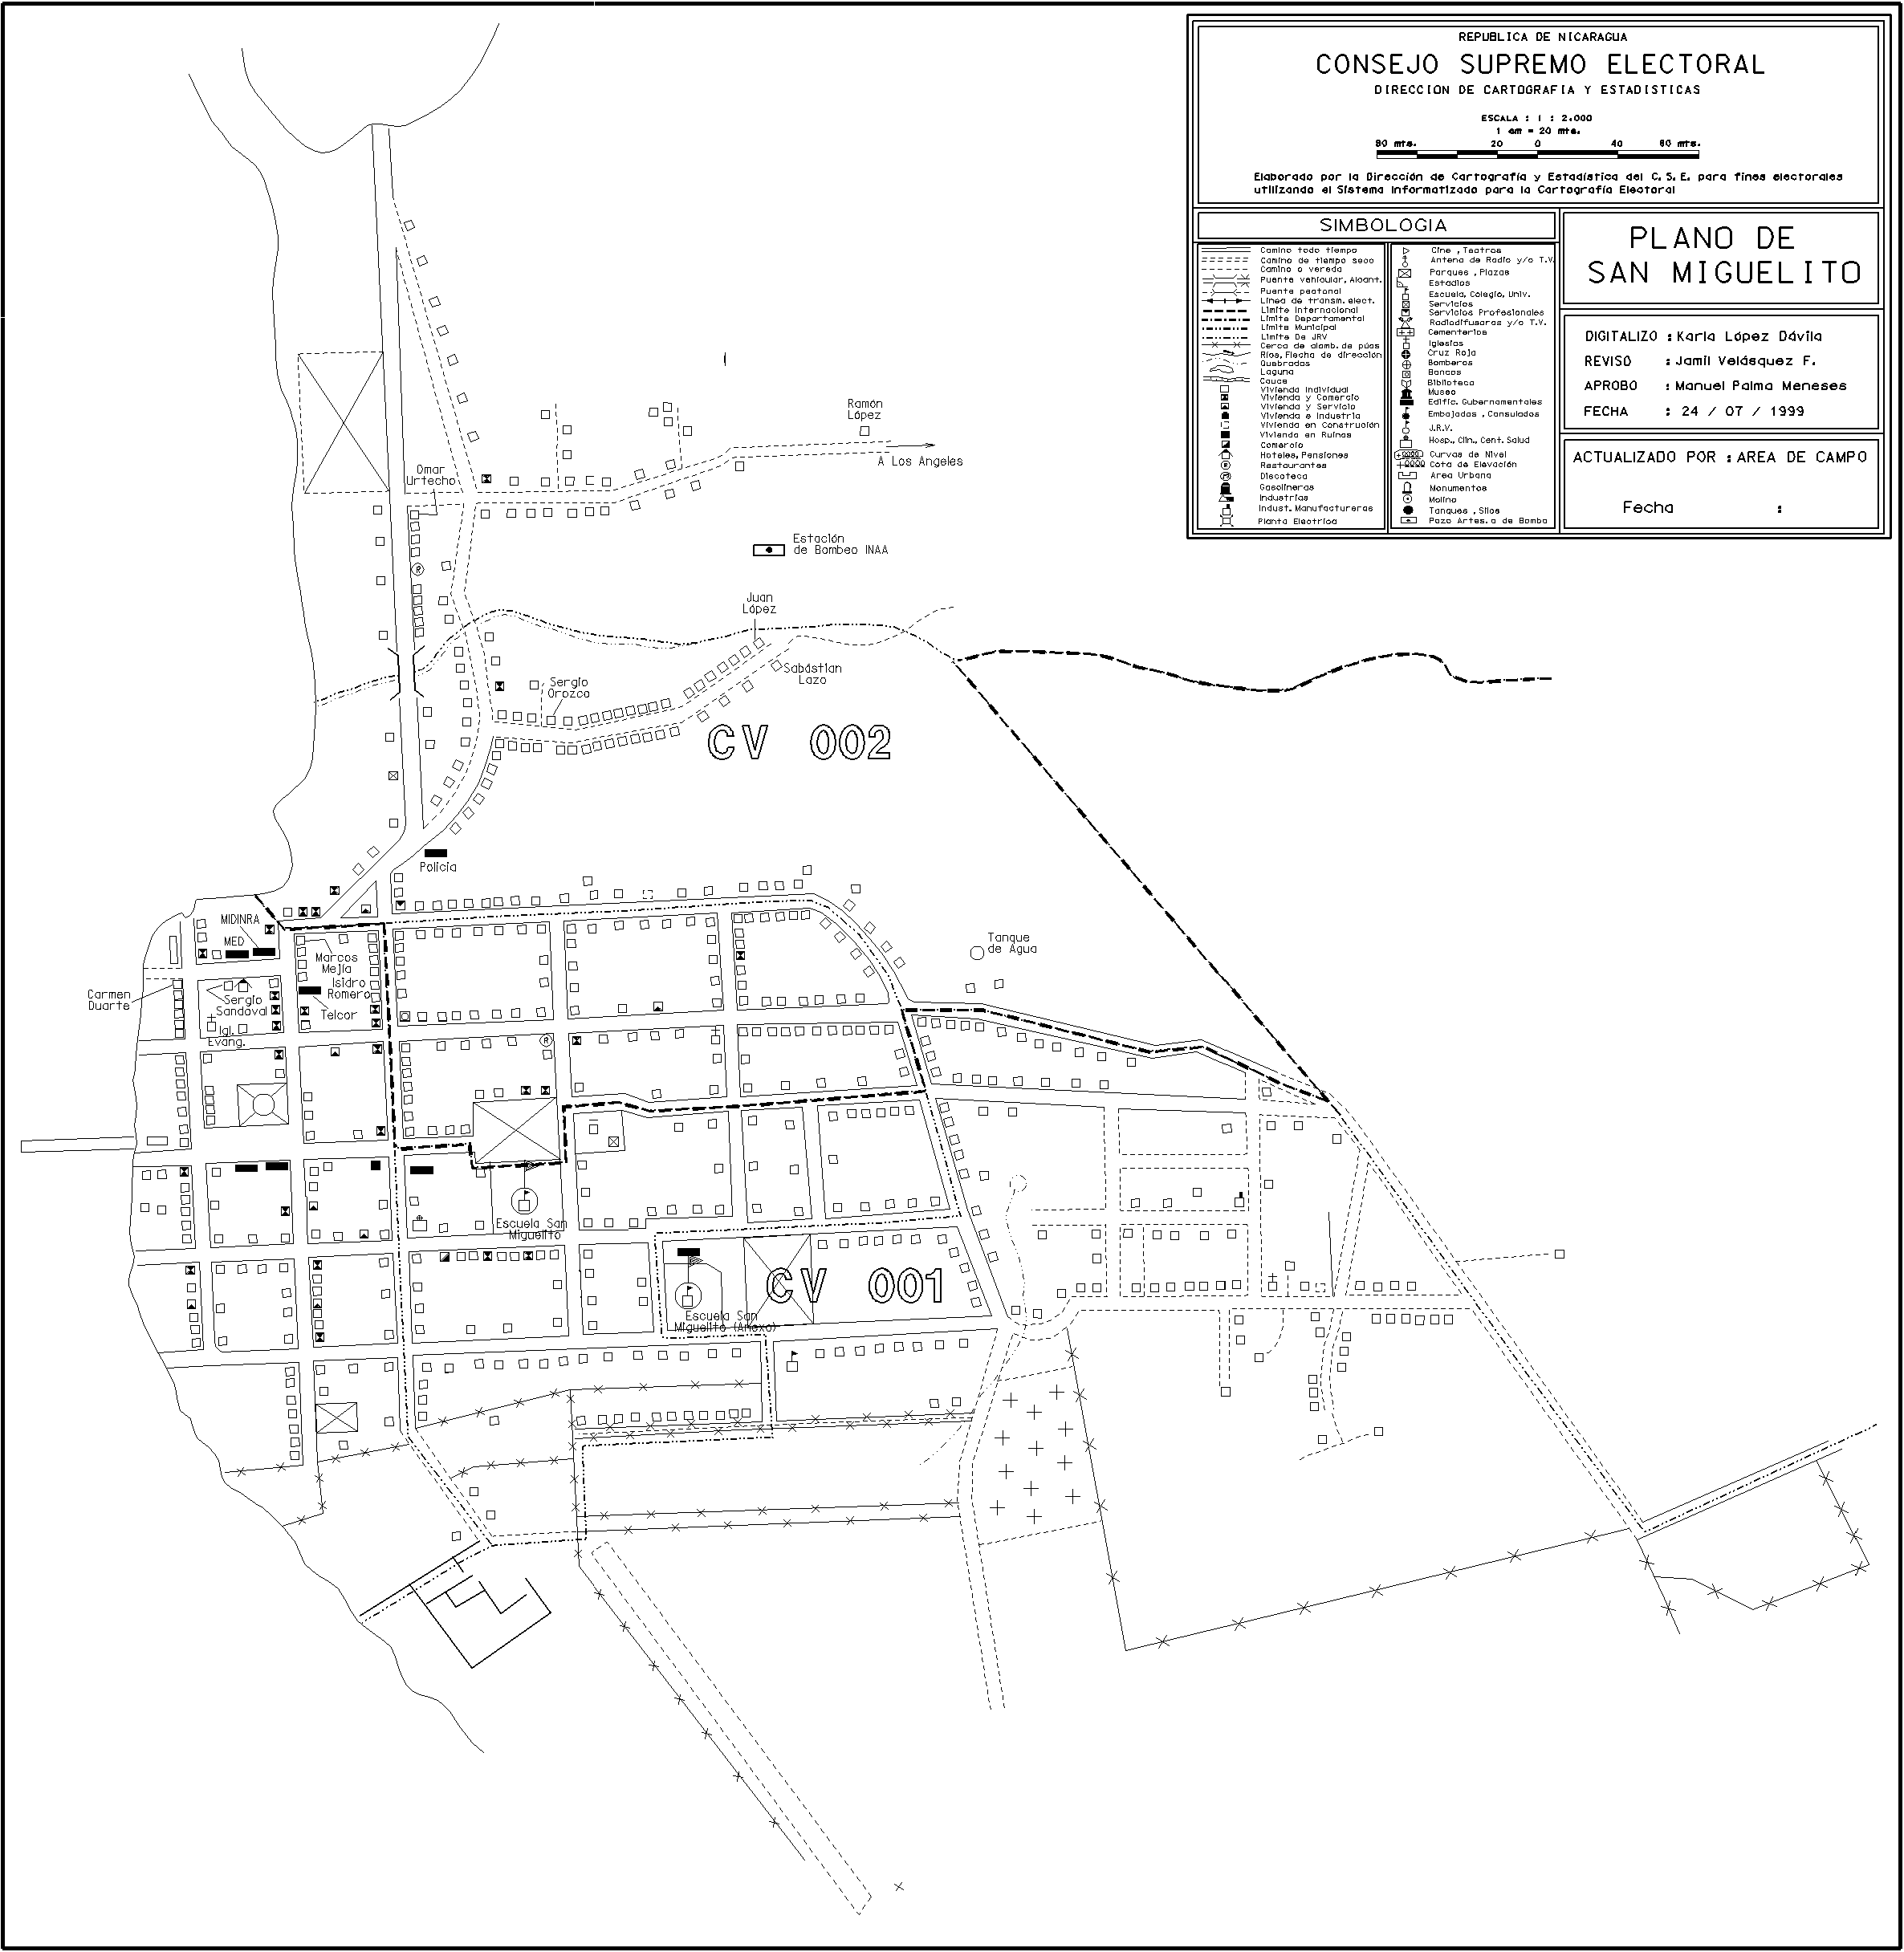 REPUBLICA DE NICARAGUA
CONSEJO SUPREMO ELECTORAL
DIRECCION DE CARTOGRAFIA Y ESTADISTICAS
ESCALA : 1 : 2.000
1 cm = 20 mts.
80 mts. 20 0 40 60 mts.
Elaborado por la Dirección de Cartografía y Estadística del C.S.E. para fines electorales
utilizando el Sistema Informatizado para la Cartografía Electoral
SIMBOLOGIA
Camino todo tiempo
Camino de tiempo seco
Camino o vereda
Puente vehicular, Alcant.
Puente peatonal
Línea de transm. elect.
Límite Internacional
Límite Departamental
Límite Municipal
Límite De JRV
Cerca de alamb. de púas
Ríos, Flecha de dirección
Quebradas
Laguna
Cauce
Vivienda Individual
Vivienda y Comercio
Vivienda y Servicio
Vivienda e Industria
Vivienda en Construción
Vivienda en Ruinas
Comercio
Hoteles, Pensiones
Restaurantes
Discoteca
Gasolineras
Industrias
Indust. Manufactureras
Planta Electrica
Cine , Teatros
Antena de Radio y/o T.V.
Parques , Plazas
Estadios
Escuela, Colegio, Univ.
Servicios
Servicios Profesionales
Radiodifusoras y/o T.V.
Cementerios
Iglesias
Cruz Roja
Bomberos
Bancos
Biblioteca
Museo
Edific. Gubernamentales
Embajadas , Consulados
J.R.V.
Hosp., Clin., Cent. Salud
Curvas de Nivel
Cota de Elevación
Area Urbana
Monumentos
Molino
Tanques , Silos
Pozo Artes. o de Bomba
PLANO DE
SAN MIGUELITO
DIGITALIZO : Karla López Dávila
REVISO : Jamil Velásquez F.
APROBO : Manuel Palma Meneses
FECHA : 24 / 07 / 1999
ACTUALIZADO POR : AREA DE CAMPO
Fecha :
Ramón
López
A Los Angeles
Omar
Urtecho
R
Estación
de Bombeo INAA
Juan
López
Sabástian
Lazo
Sergio
Orozco
CV 002
Policia
MIDINRA
MED
Marcos
Mejía
Isidro
Romero
Telcor
Carmen
Duarte
Sergio
Sandoval
Igl.
Evang.
Tanque
de Agua
R
Escuela San
Miguelito
CV 001
Escuela San
Miguelito (Anexo)